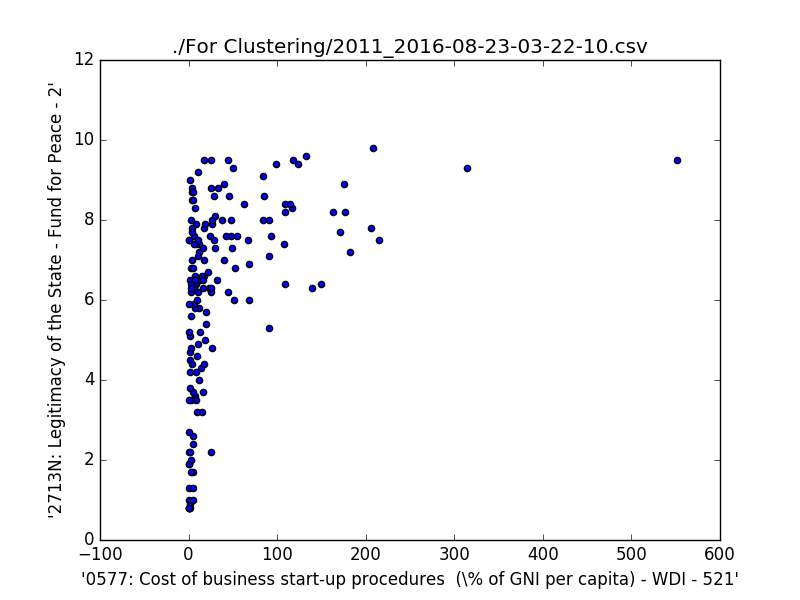 ./For Clustering/2011_2016-08-23-03-22-10.csv
'2713N: Legitimacy of the State - Fund for Peace - 2'
12
10
8
6
4
2
0
−100 0 100 200 300 400 500 600
'0577: Cost of business start-up procedures  (\% of GNI per capita) - WDI - 521'